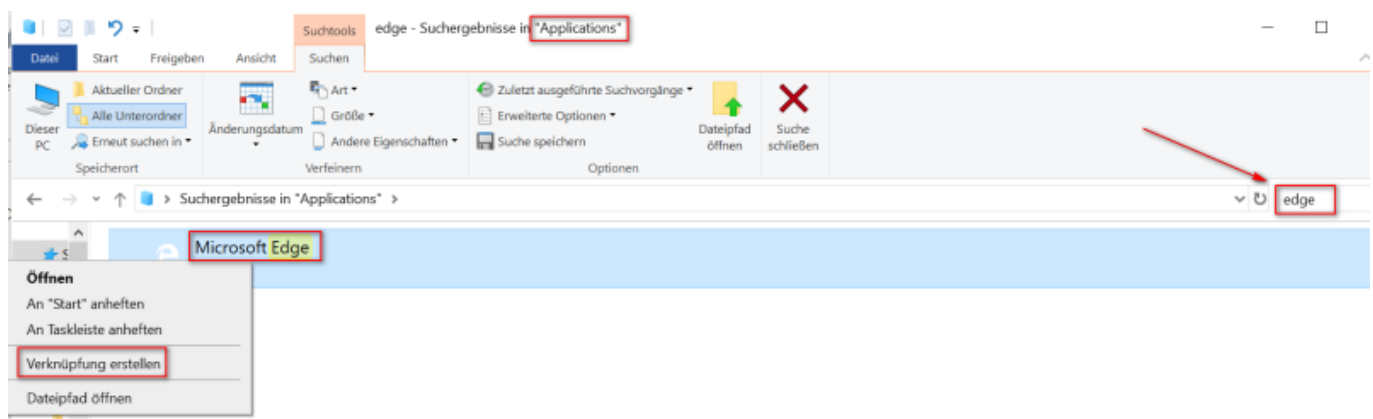 Suchtools
edge - Suchergebnisse in "Applications"
Datei
Start
Freigeben
Ansicht
Suchen
Dieser
PC
Aktueller Ordner
Alle Unterordner
Erneut suchen in
Speicherort
Änderungsdatum
Art
Größe
Andere Eigenschaften
Verfeinern
Zuletzt ausgeführte Suchvorgänge
Erweiterte Optionen
Suche speichern
Optionen
Dateipfad
öffnen
Suche
schließen
Suchergebnisse in "Applications"
edge
Microsoft Edge
Öffnen
An "Start" anheften
An Taskleiste anheften
Verknüpfung erstellen
Dateipfad öffnen